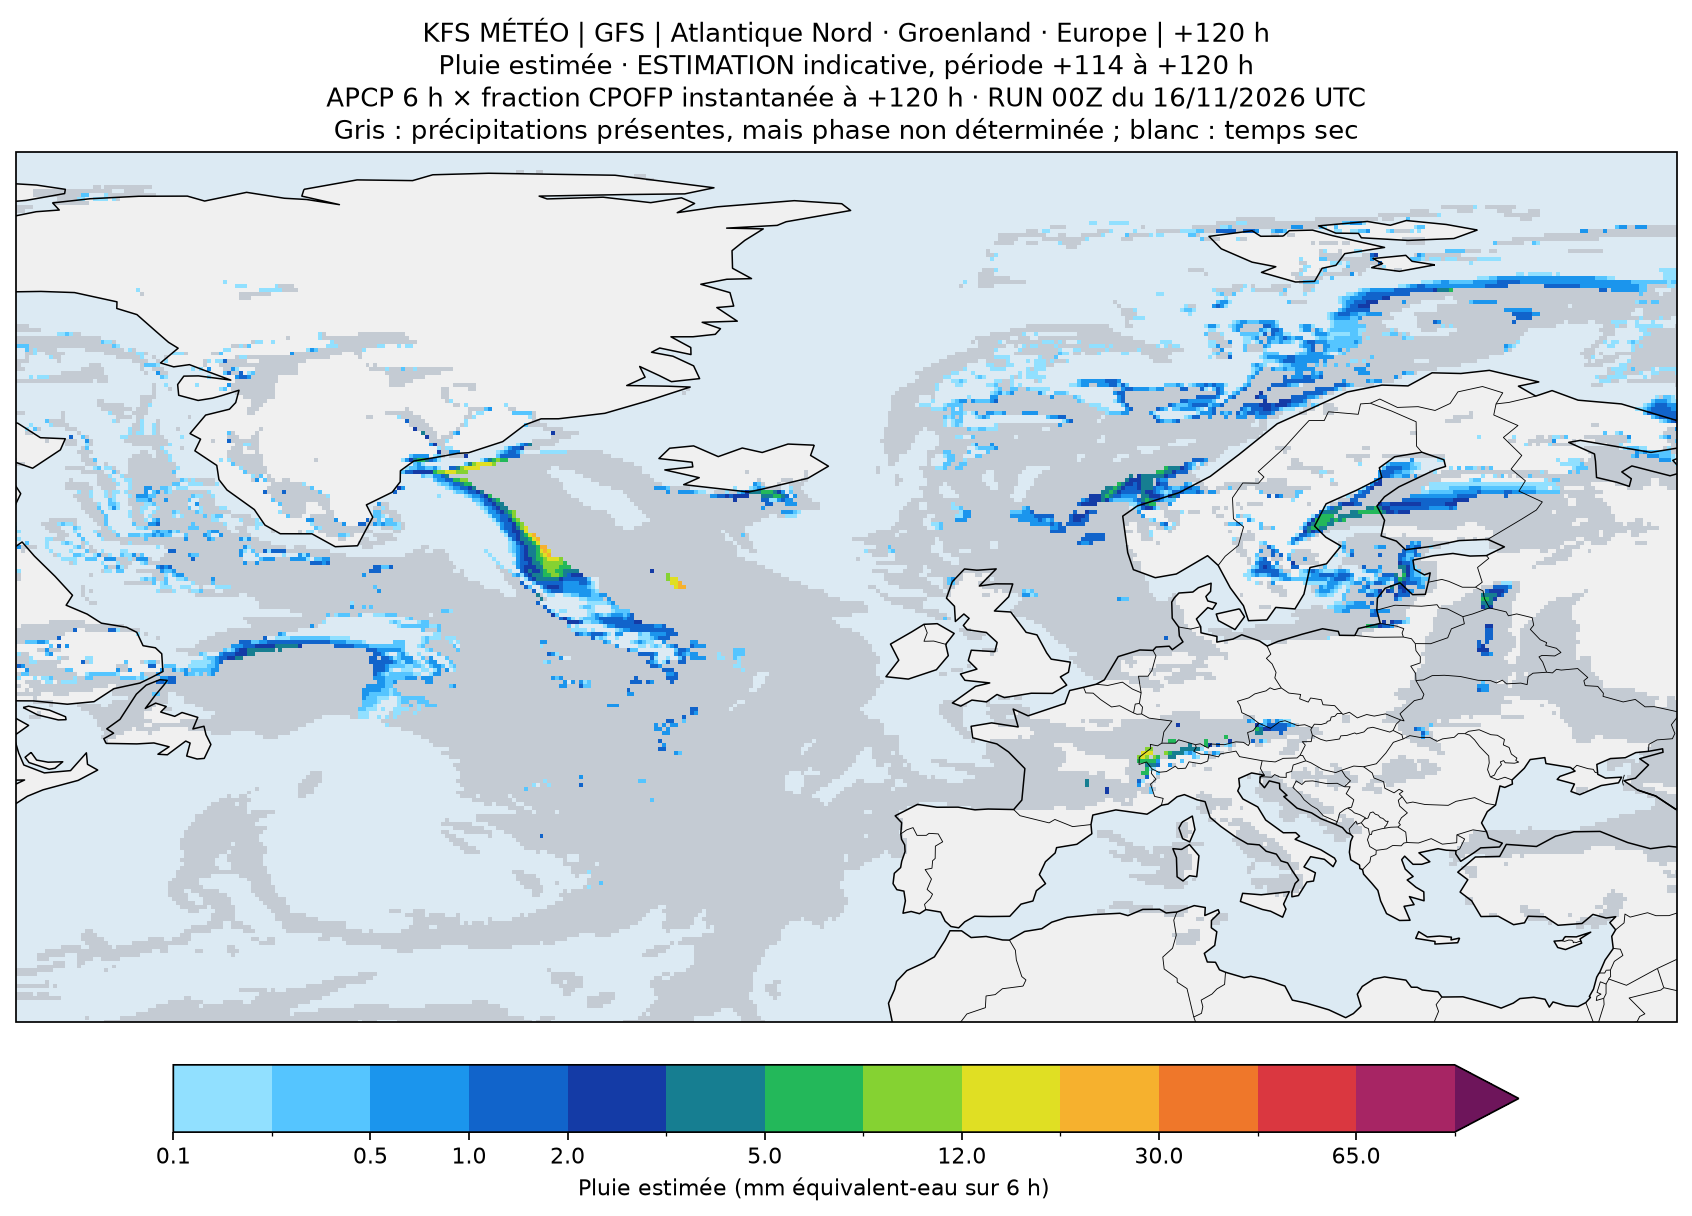 KFS MÉTÉO | GFS | Atlantique Nord · Groenland · Europe | +120 h
Pluie estimée · ESTIMATION indicative, période +114 à +120 h
APCP 6 h × fraction CPOFP instantanée à +120 h · RUN 00Z du 16/11/2026 UTC
Gris : précipitations présentes, mais phase non déterminée ; blanc : temps sec
0.1 0.5 1.0 2.0 5.0 12.0 30.0 65.0
Pluie estimée (mm équivalent-eau sur 6 h)